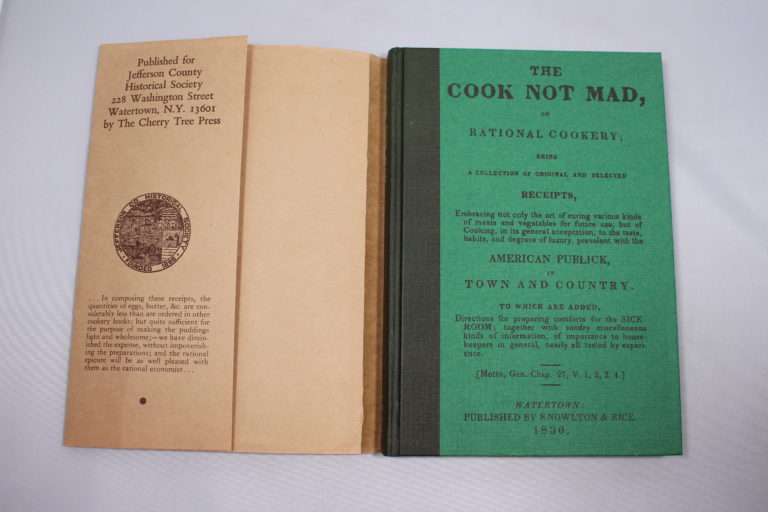 Published for
Jefferson County
Historical Society
228 Washington Street
Watertown, N.Y. 13601
by The Cherry Tree Press
JEFFERSON CO HISTORICAL SOCIETY
. . . In composing these receipts, the
quantities of eggs, butter, &c. are con-
siderably less than are ordered in other
cookery books; but quite sufficient for
the purpose of making the puddings
light and wholesome;—we have dimin-
ished the expense, without impoverish-
ing the preparations; and the rational
epicure will be as well pleased with
them as the rational economist . . .
THE
COOK NOT MAD,
OR
RATIONAL COOKERY;
BEING
A COLLECTION OF ORIGINAL AND SELECTED
RECEIPTS,
Embracing not only the art of curing various kinds
of meats and vegetables for future use, but of
Cooking, in its general acceptation, to the taste,
habits, and degrees of luxury, prevalent with the
AMERICAN PUBLICK,
IN
TOWN AND COUNTRY.
TO WHICH ARE ADDED,
Directions for preparing comforts for the SICK-
ROOM; together with sundry miscellaneous
kinds of information, of importance to house-
keepers in general, nearly all tested by experi-
ence.
[Motto, Gen. Chap. 27, V. 1, 2, 3, 4.]
WATERTOWN:
PUBLISHED BY KNOWLTON & RICE.
1830.